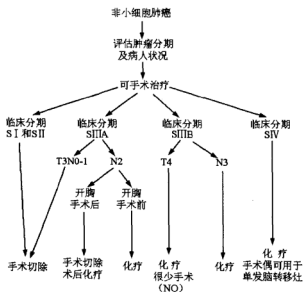 非小细胞肺癌
评估肿瘤分期
及病人状况
可手术治疗
临床分期
SⅠ和SⅡ
临床分期
SⅢA
临床分期
SⅢB
临床分期
SⅣ
T3N0-1
N2
T4
N3
开胸
手术后
开胸
手术前
手术切除
手术切除
术后化疗
化疗
化 疗
很少手术
(NO)
化疗
化 疗
手术偶可用于
单发脑转移灶